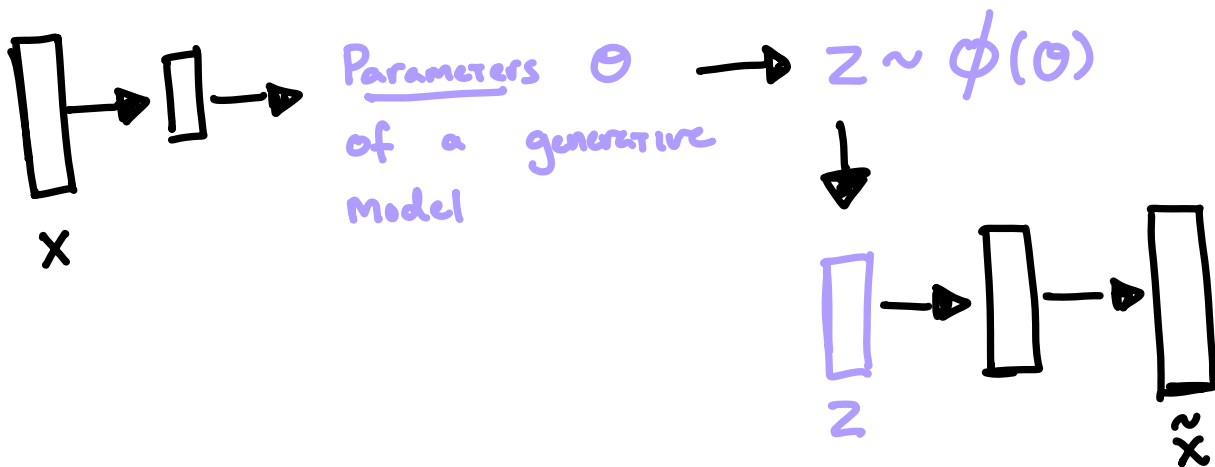 Parameters θ
of a generative
model
z ~ ϕ(θ)
x
z
x̃